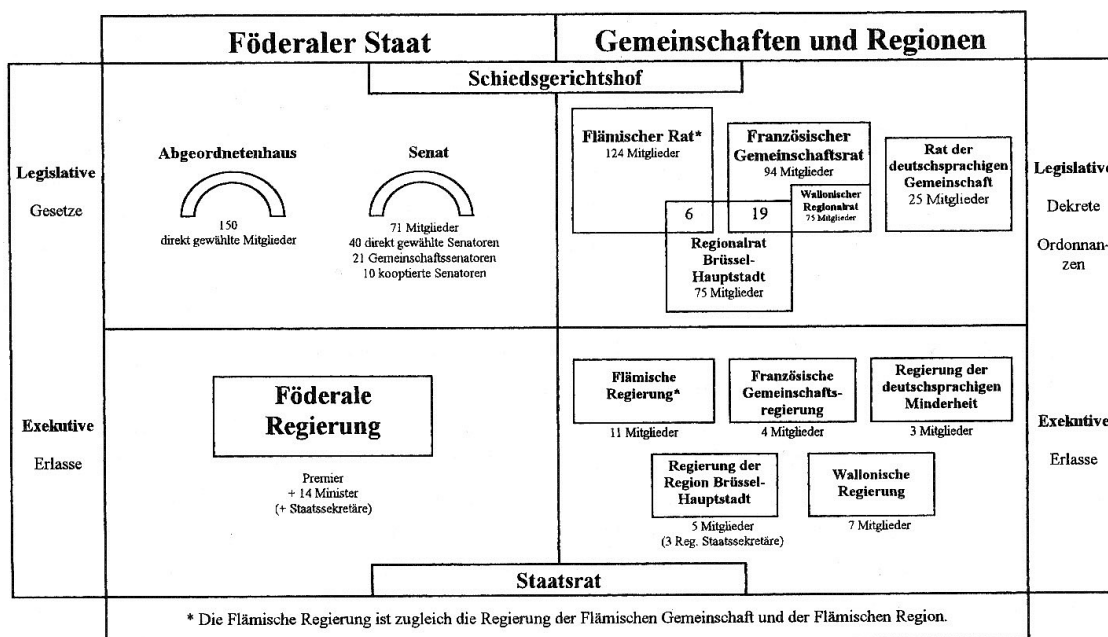 Föderaler Staat
Gemeinschaften und Regionen
Schiedsgerichtshof
Legislative
Gesetze
Abgeordnetenhaus
150
direkt gewählte Mitglieder
Senat
71 Mitglieder
40 direkt gewählte Senatoren
21 Gemeinschaftssenatoren
10 kooptierte Senatoren
Flämischer Rat*
124 Mitglieder
Französischer
Gemeinschaftsrat
94 Mitglieder
Rat der
deutschsprachigen
Gemeinschaft
25 Mitglieder
Wallonischer
Regionalrat
75 Mitglieder
6
19
Regionalrat
Brüssel-
Hauptstadt
75 Mitglieder
Legislative
Dekrete
Ordonnan-
zen
Exekutive
Erlasse
Föderale
Regierung
Premier
+ 14 Minister
(+ Staatssekretäre)
Flämische
Regierung*
11 Mitglieder
Französische
Gemeinschafts-
regierung
4 Mitglieder
Regierung der
deutschsprachigen
Minderheit
3 Mitglieder
Regierung der
Region Brüssel-
Hauptstadt
5 Mitglieder
(3 Reg. Staatssekretäre)
Wallonische
Regierung
7 Mitglieder
Exekutive
Erlasse
Staatsrat
* Die Flämische Regierung ist zugleich die Regierung der Flämischen Gemeinschaft und der Flämischen Region.